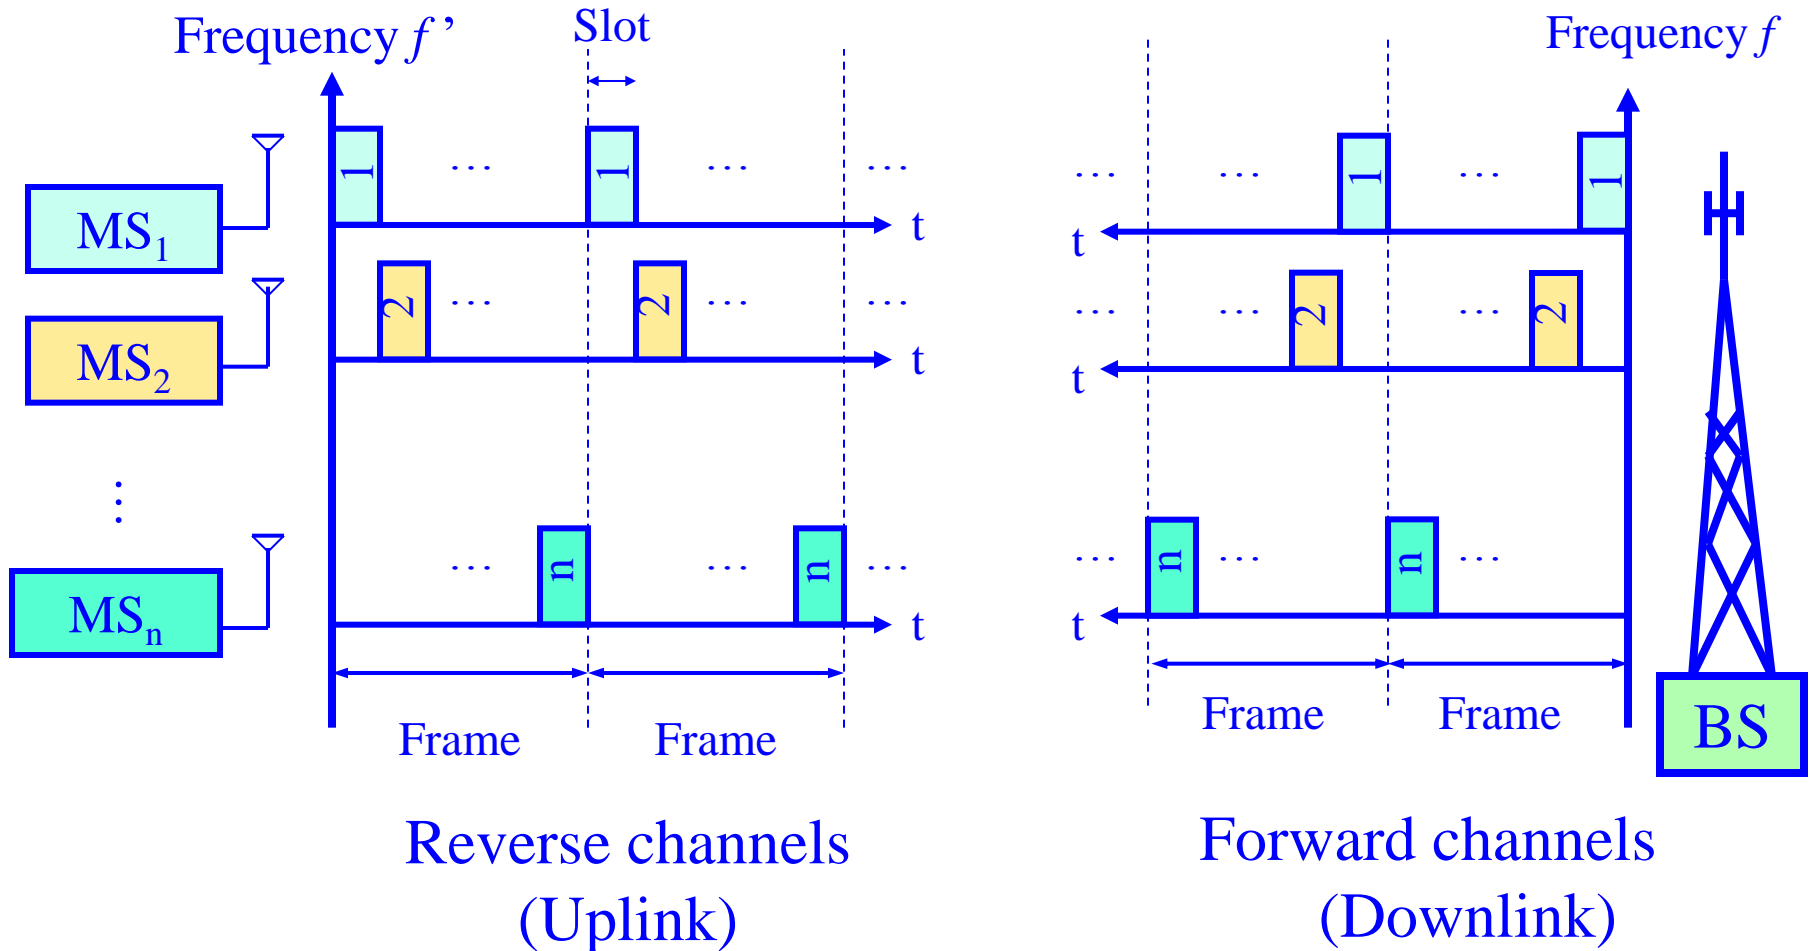 Frequency f ’
Slot
Frequency f
1 … 1 … …
… … 1 … 1
MS1
t
t
2 … 2 … …
… … 2 … 2
MS2
t
t
⋮
… n … n …
… n … n …
MSn
t
t
Frame Frame
Frame Frame
BS
Reverse channels
(Uplink)
Forward channels
(Downlink)